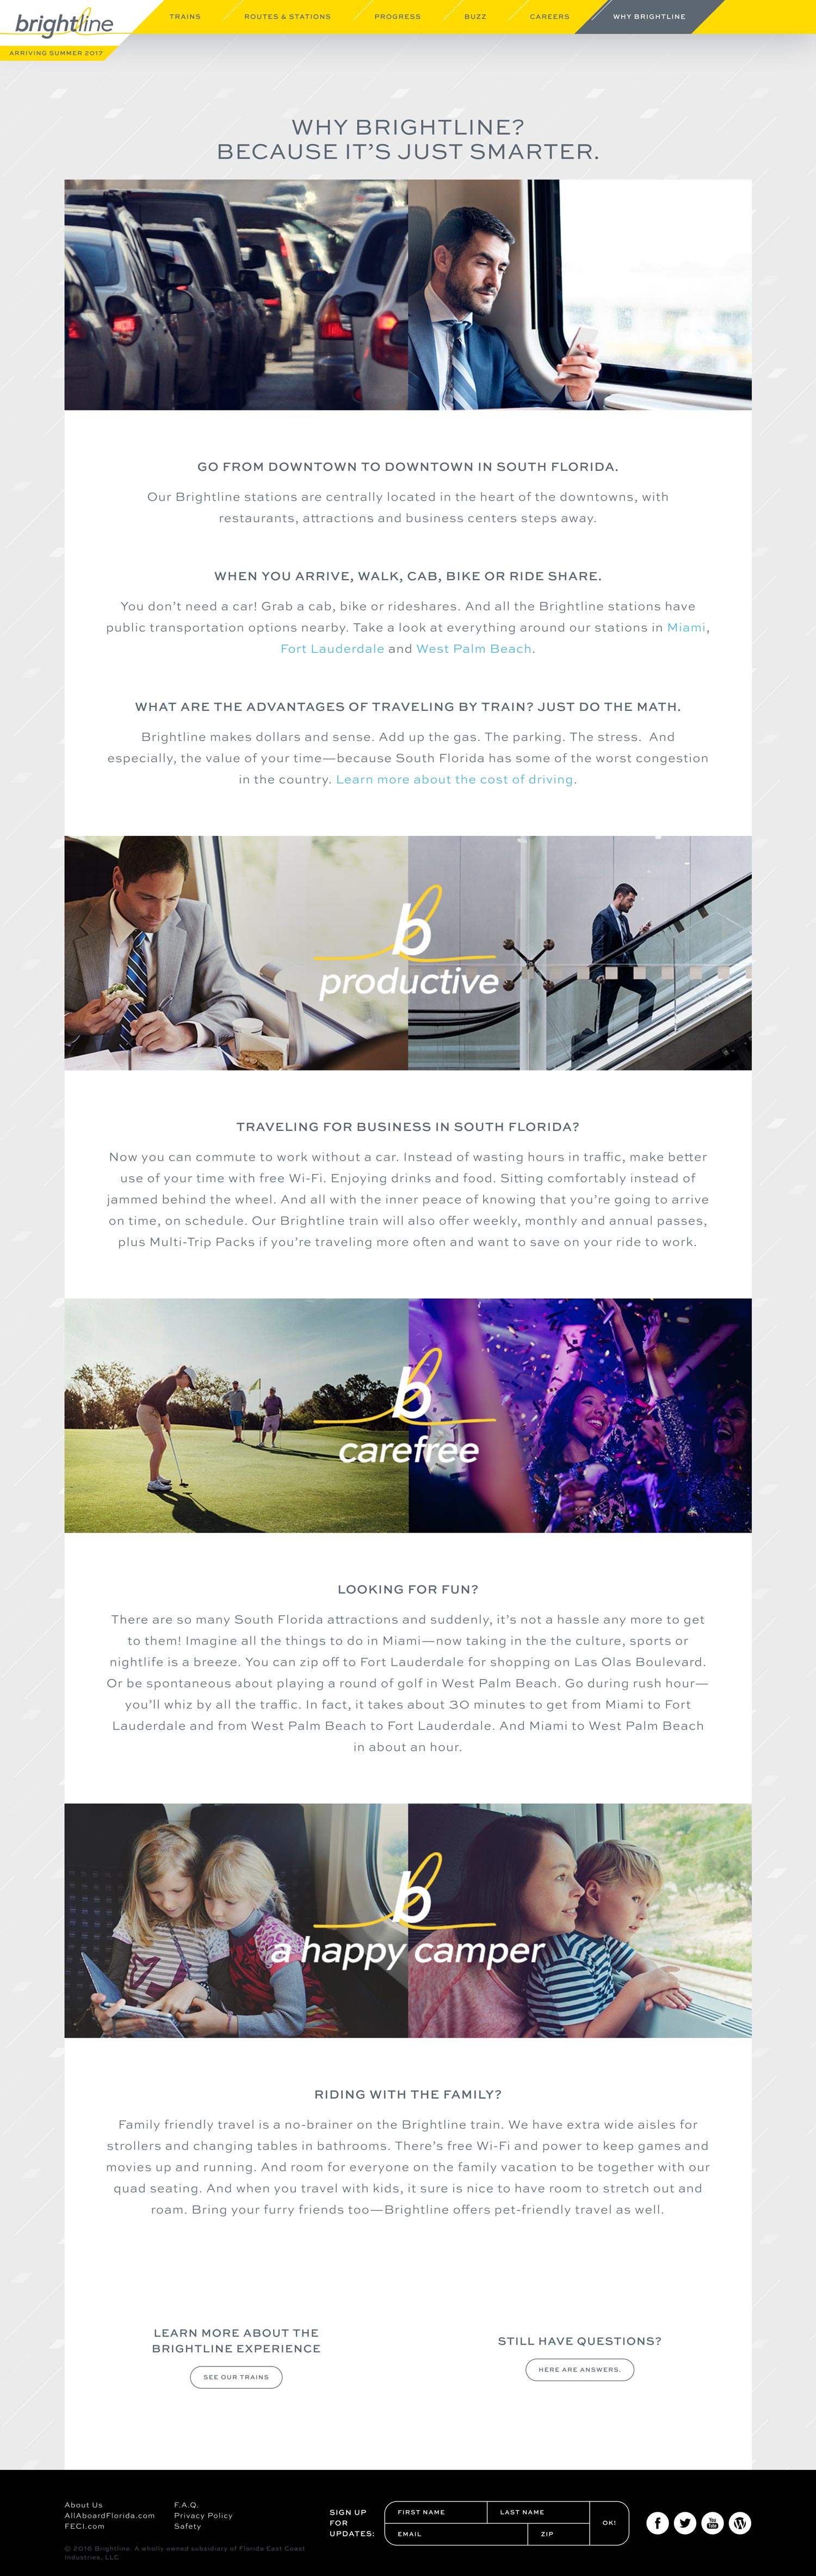 brightline
TRAINS
ROUTES & STATIONS
PROGRESS
BUZZ
CAREERS
WHY BRIGHTLINE
ARRIVING SUMMER 2017
WHY BRIGHTLINE?
BECAUSE IT'S JUST SMARTER.
GO FROM DOWNTOWN TO DOWNTOWN IN SOUTH FLORIDA.
Our Brightline stations are centrally located in the heart of the downtowns, with
restaurants, attractions and business centers steps away.
WHEN YOU ARRIVE, WALK, CAB, BIKE OR RIDE SHARE.
You don't need a car! Grab a cab, bike or rideshares. And all the Brightline stations have
public transportation options nearby. Take a look at everything around our stations in Miami,
Fort Lauderdale and West Palm Beach.
WHAT ARE THE ADVANTAGES OF TRAVELING BY TRAIN? JUST DO THE MATH.
Brightline makes dollars and sense. Add up the gas. The parking. The stress. And
especially, the value of your time—because South Florida has some of the worst congestion
in the country. Learn more about the cost of driving.
b
productive
TRAVELING FOR BUSINESS IN SOUTH FLORIDA?
Now you can commute to work without a car. Instead of wasting hours in traffic, make better
use of your time with free Wi-Fi. Enjoying drinks and food. Sitting comfortably instead of
jammed behind the wheel. And all with the inner peace of knowing that you're going to arrive
on time, on schedule. Our Brightline train will also offer weekly, monthly and annual passes,
plus Multi-Trip Packs if you're traveling more often and want to save on your ride to work.
b
carefree
LOOKING FOR FUN?
There are so many South Florida attractions and suddenly, it's not a hassle any more to get
to them! Imagine all the things to do in Miami—now taking in the the culture, sports or
nightlife is a breeze. You can zip off to Fort Lauderdale for shopping on Las Olas Boulevard.
Or be spontaneous about playing a round of golf in West Palm Beach. Go during rush hour—
you'll whiz by all the traffic. In fact, it takes about 30 minutes to get from Miami to Fort
Lauderdale and from West Palm Beach to Fort Lauderdale. And Miami to West Palm Beach
in about an hour.
b
a happy camper
RIDING WITH THE FAMILY?
Family friendly travel is a no-brainer on the Brightline train. We have extra wide aisles for
strollers and changing tables in bathrooms. There's free Wi-Fi and power to keep games and
movies up and running. And room for everyone on the family vacation to be together with our
quad seating. And when you travel with kids, it sure is nice to have room to stretch out and
roam. Bring your furry friends too—Brightline offers pet-friendly travel as well.
LEARN MORE ABOUT THE
BRIGHTLINE EXPERIENCE
SEE OUR TRAINS
STILL HAVE QUESTIONS?
HERE ARE ANSWERS.
About Us
AllAboardFlorida.com
FECI.com
F.A.Q.
Privacy Policy
Safety
© 2016 Brightline. A wholly owned subsidiary of Florida East Coast
Industries, LLC
SIGN UP
FOR
UPDATES:
FIRST NAME
LAST NAME
EMAIL
ZIP
OK!
f
You
Tube
W